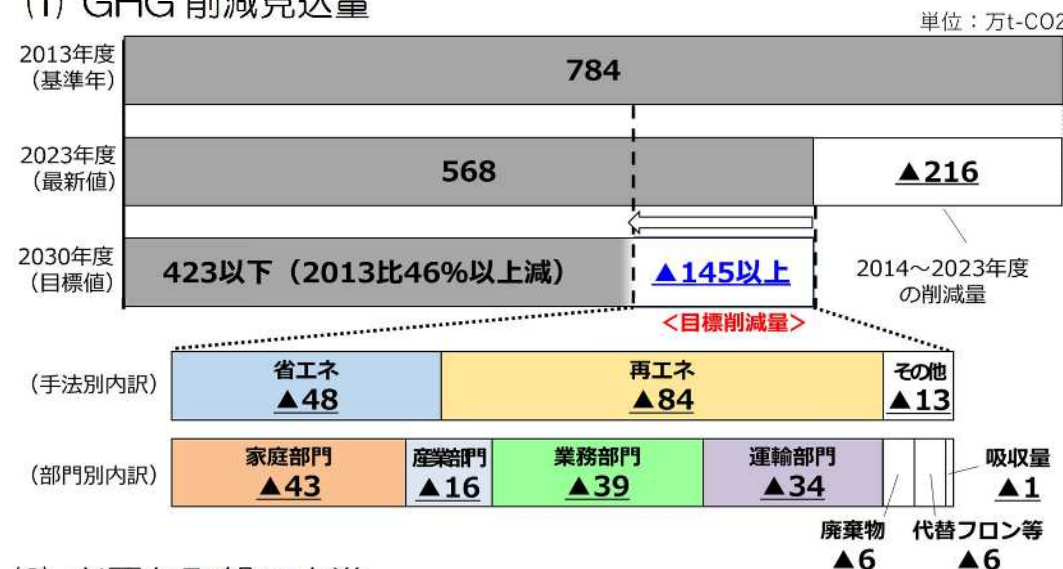 (1) GHG 削減見込量
単位：万t-CO2
2013年度
（基準年）
784
2023年度
（最新値）
568
▲216
2030年度
（目標値）
423以下（2013比46%以上減）
▲145以上
2014～2023年度
の削減量
＜目標削減量＞
（手法別内訳）
省エネ
▲48
再エネ
▲84
その他
▲13
（部門別内訳）
家庭部門
▲43
産業部門
▲16
業務部門
▲39
運輸部門
▲34
吸収量
▲1
廃棄物
▲6
代替フロン等
▲6